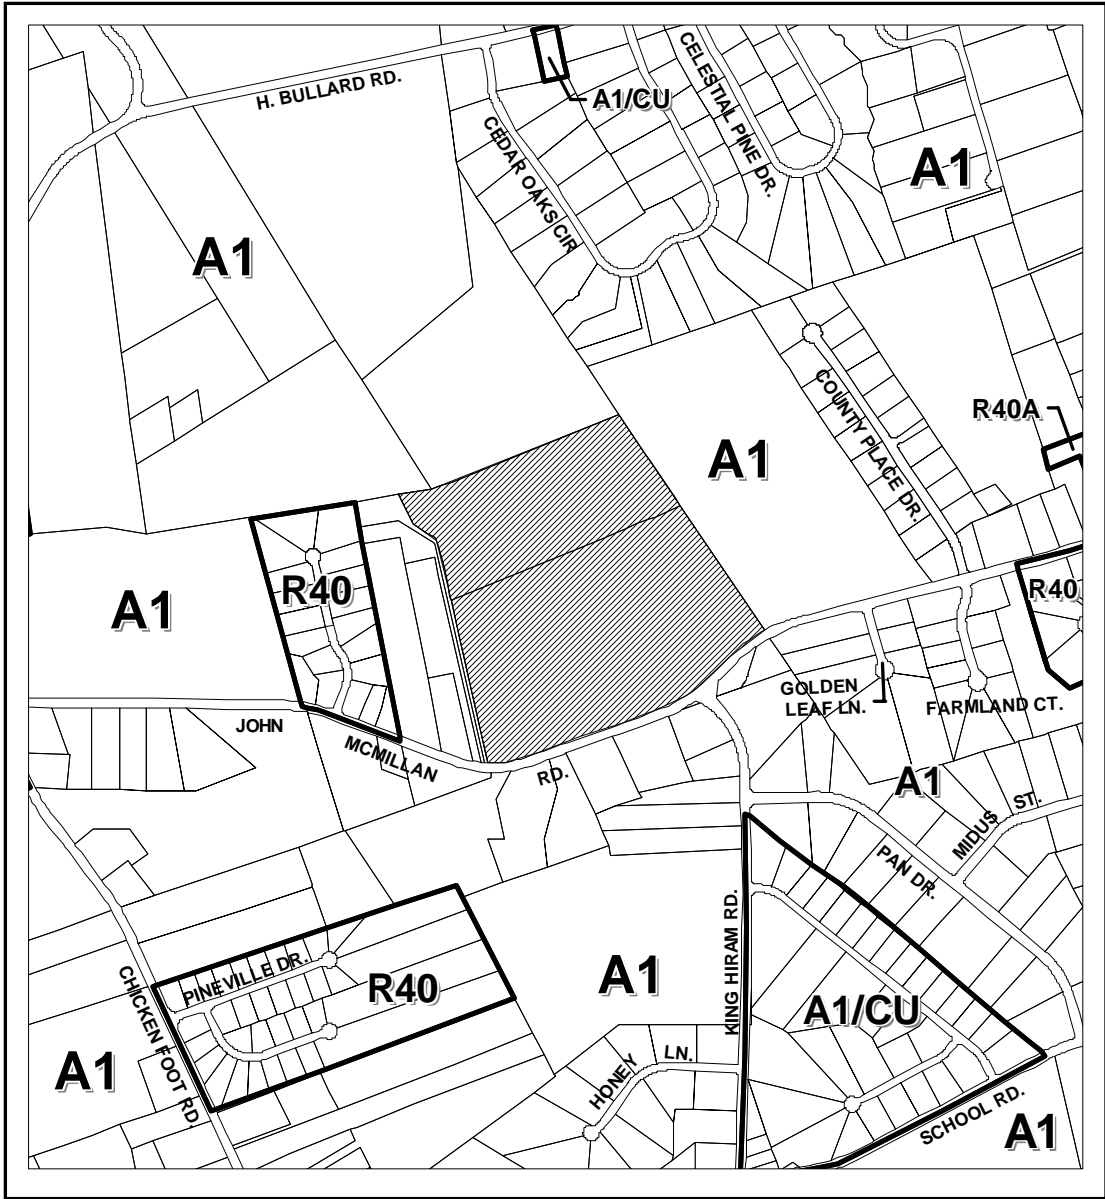 H. BULLARD RD.
A1/CU
CELESTIAL PINE DR.
CEDAR OAKS CIR
A1
A1
COUNTY PLACE DR.
R40A
A1
R40
A1
R40
GOLDEN
LEAF LN.
FARMLAND CT.
JOHN
MCMILLAN
RD.
A1
MIDUS ST.
PAN DR.
KING HIRAM RD.
PINEVILLE DR.
R40
A1
A1/CU
CHICKEN FOOT RD.
A1
HONEY
LN.
SCHOOL RD.
A1